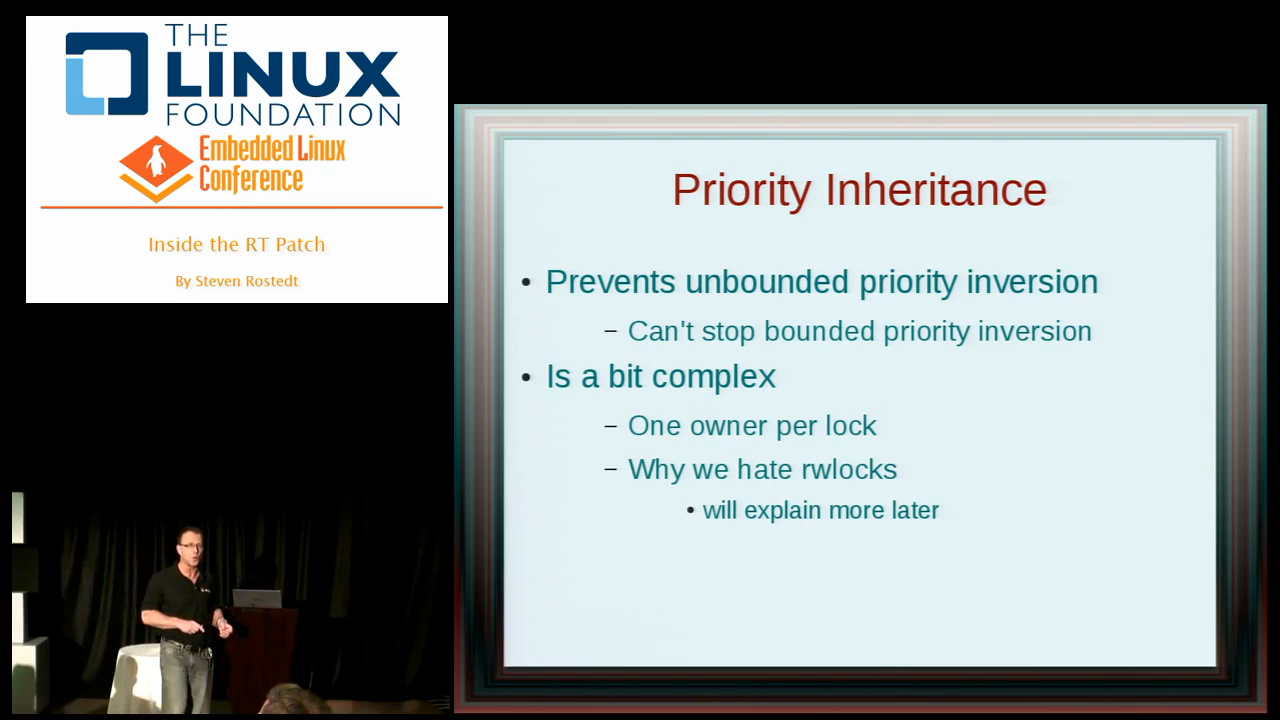 THE
LINUX
FOUNDATION
Embedded Linux
Conference
Inside the RT Patch
By Steven Rostedt
Priority Inheritance
• Prevents unbounded priority inversion
– Can't stop bounded priority inversion
• Is a bit complex
– One owner per lock
– Why we hate rwlocks
• will explain more later